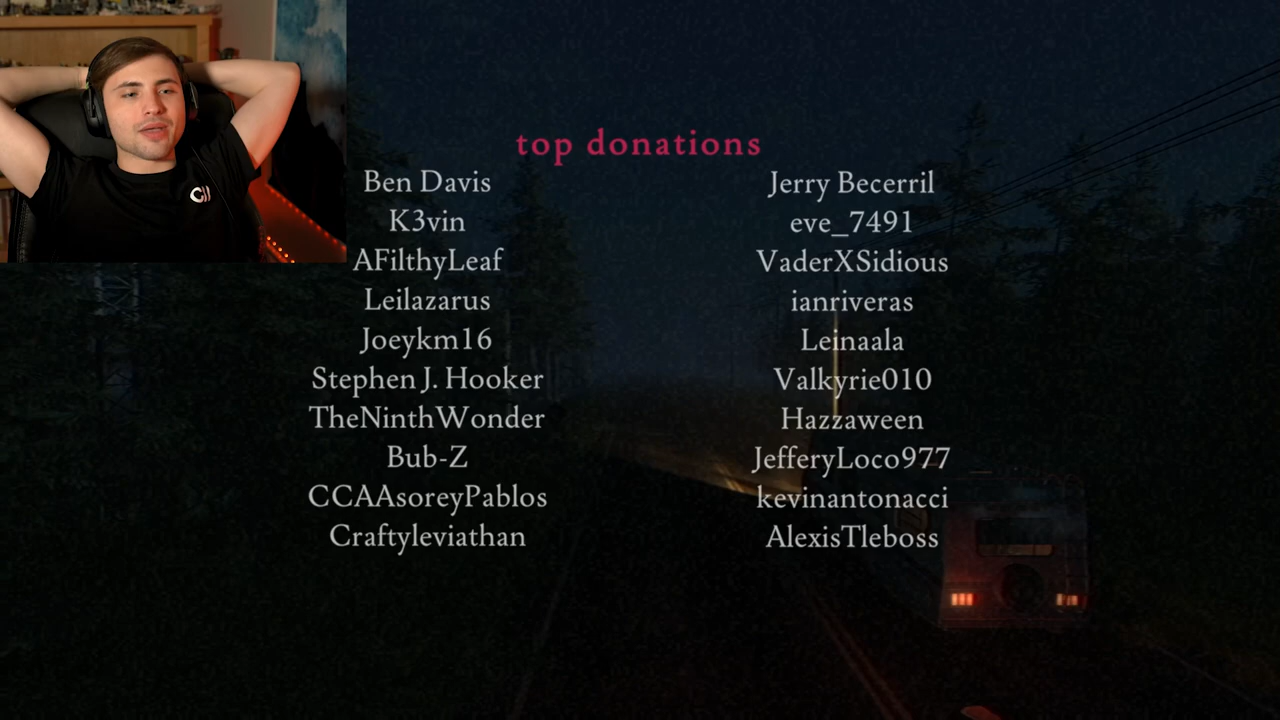 top donations
Ben Davis
K3vin
AFilthyLeaf
Leilazarus
Joeykm16
Stephen J. Hooker
TheNinthWonder
Bub-Z
CCAAsoreyPablos
Craftyleviathan
Jerry Becerril
eve_7491
VaderXSidious
ianriveras
Leinaala
Valkyrie010
Hazzaween
JefferyLoco977
kevinantonacci
AlexisTleboss